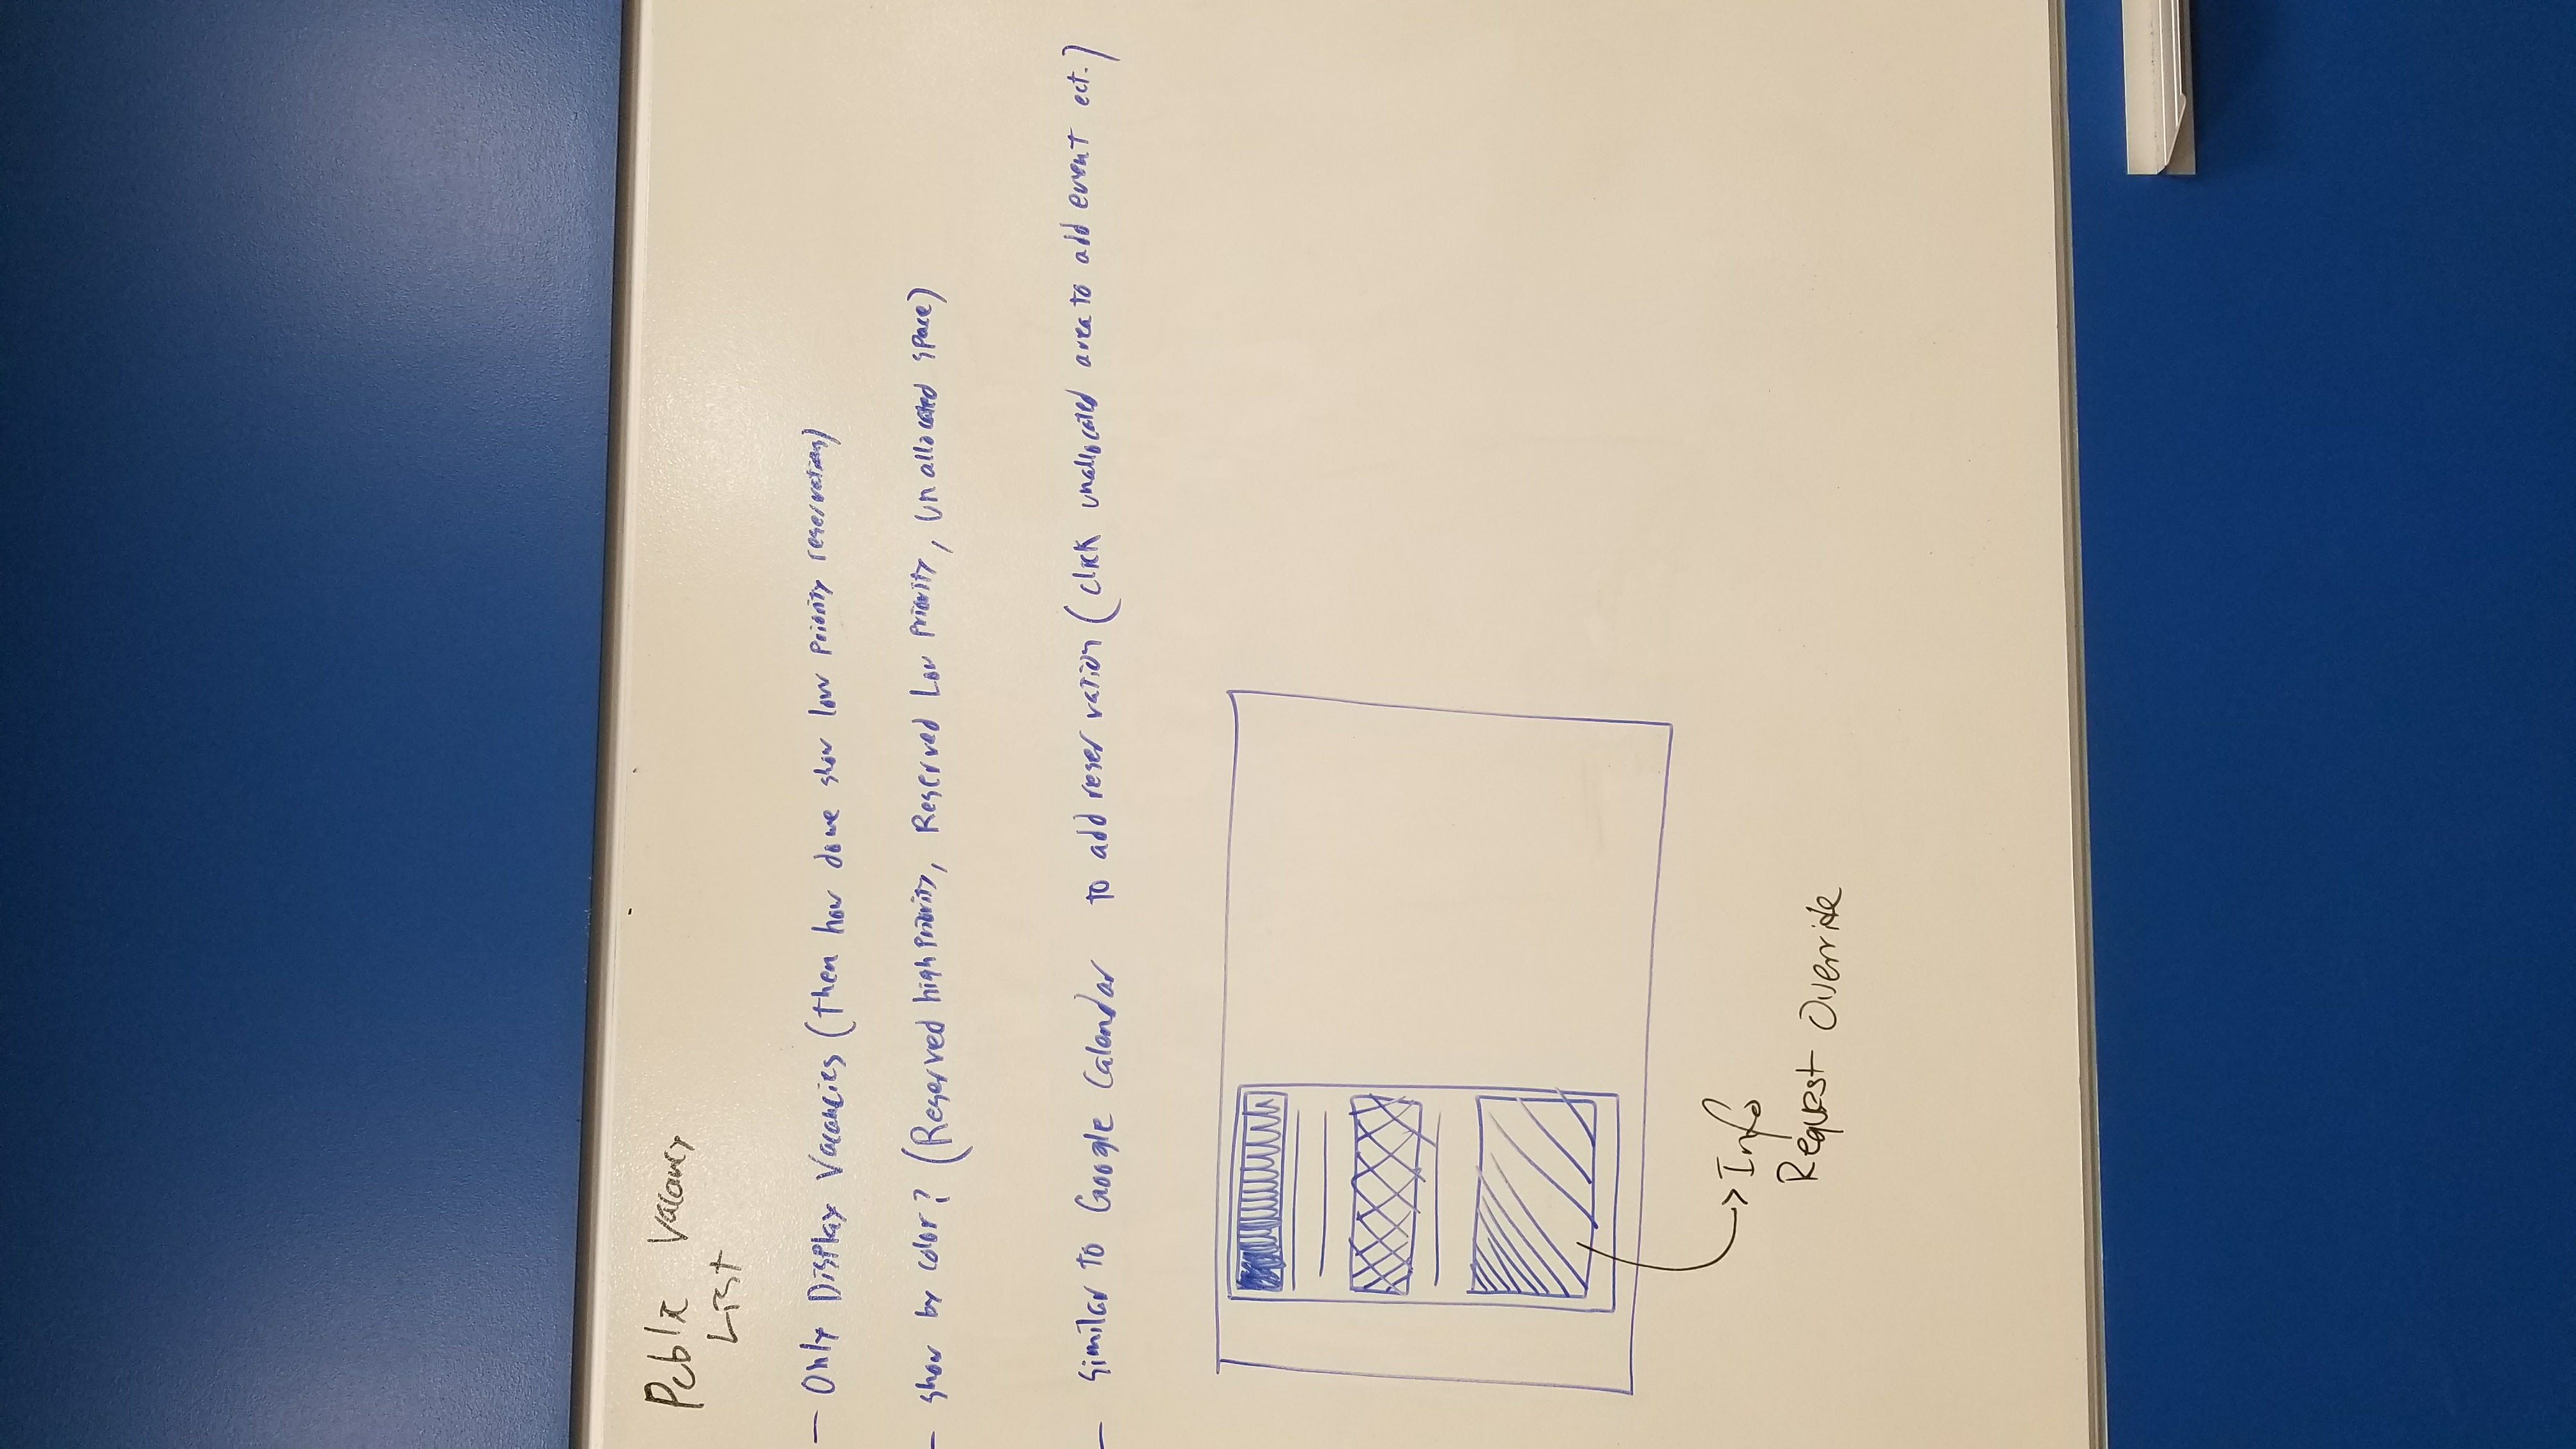 Public Vacancy
List
- Only Display Vacancies (then how do we show low priority reservations)
- show by color? (Reserved high priority, Reserved Low Priority, unallocated space)
- similar to Google Calendar to add reservation (click unallocated area to add event ect.)
Info
Request Override